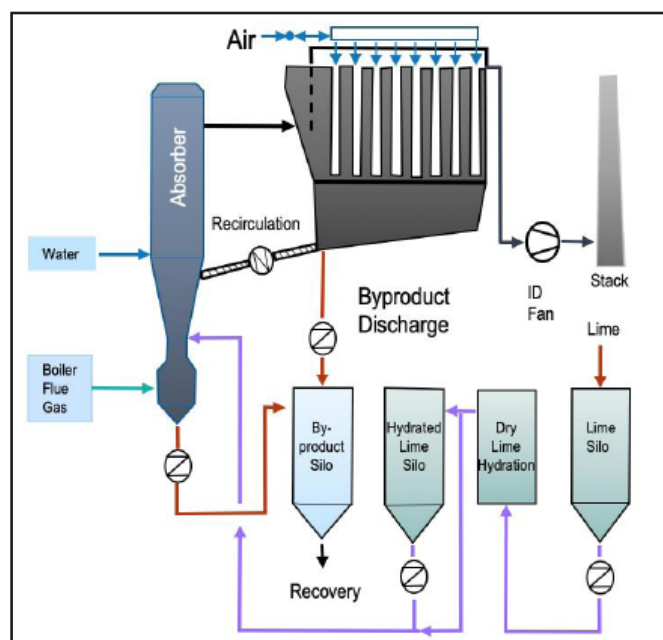 Air
Absorber
Recirculation
Water
Byproduct
Discharge
ID
Fan
Stack
Lime
Boiler
Flue
Gas
By-
product
Silo
Hydrated
Lime
Silo
Dry
Lime
Hydration
Lime
Silo
Recovery